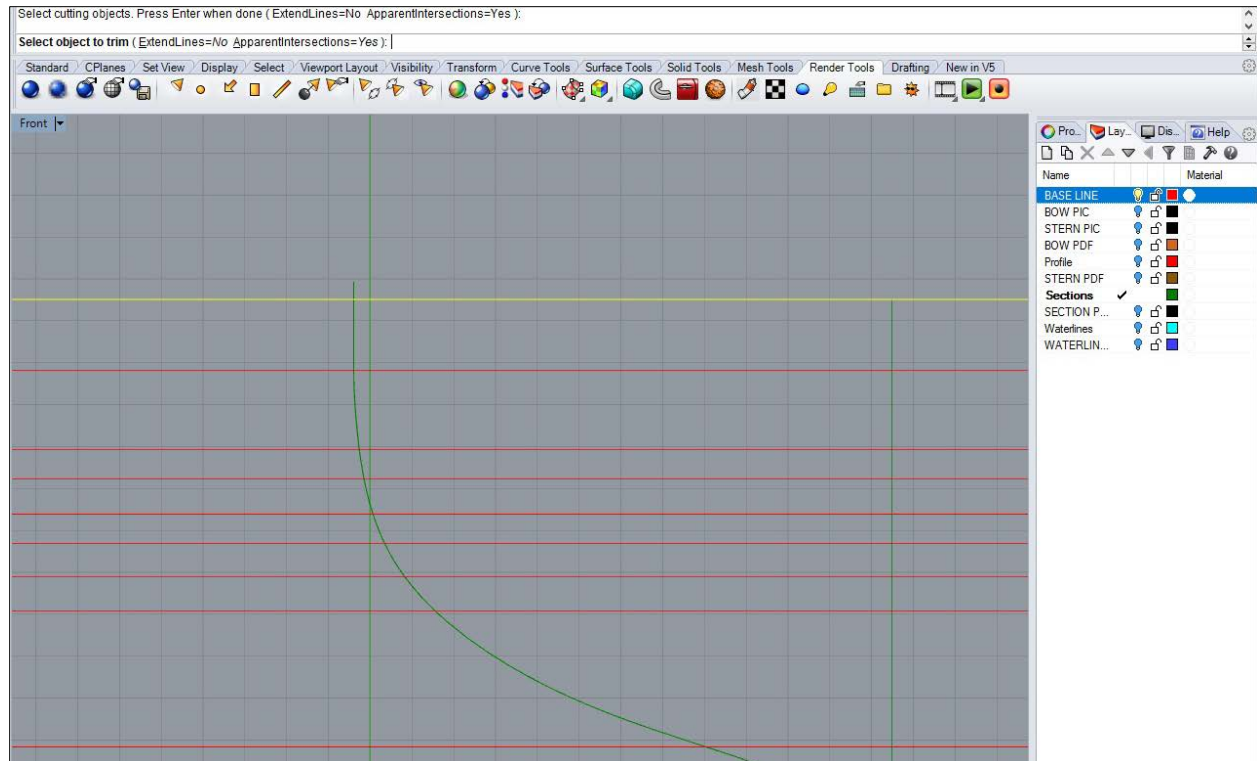 Select cutting objects. Press Enter when done ( ExtendLines=No ApparentIntersections=Yes ):
Select object to trim ( ExtendLines=No ApparentIntersections=Yes ):
Standard CPlanes Set View Display Select Viewport Layout Visibility Transform Curve Tools Surface Tools Solid Tools Mesh Tools Render Tools Drafting New in V5
Front
Pro... Lay... Dis... Help
Name Material
BASE LINE
BOW PIC
STERN PIC
BOW PDF
Profile
STERN PDF
Sections
SECTION P...
Waterlines
WATERLIN...